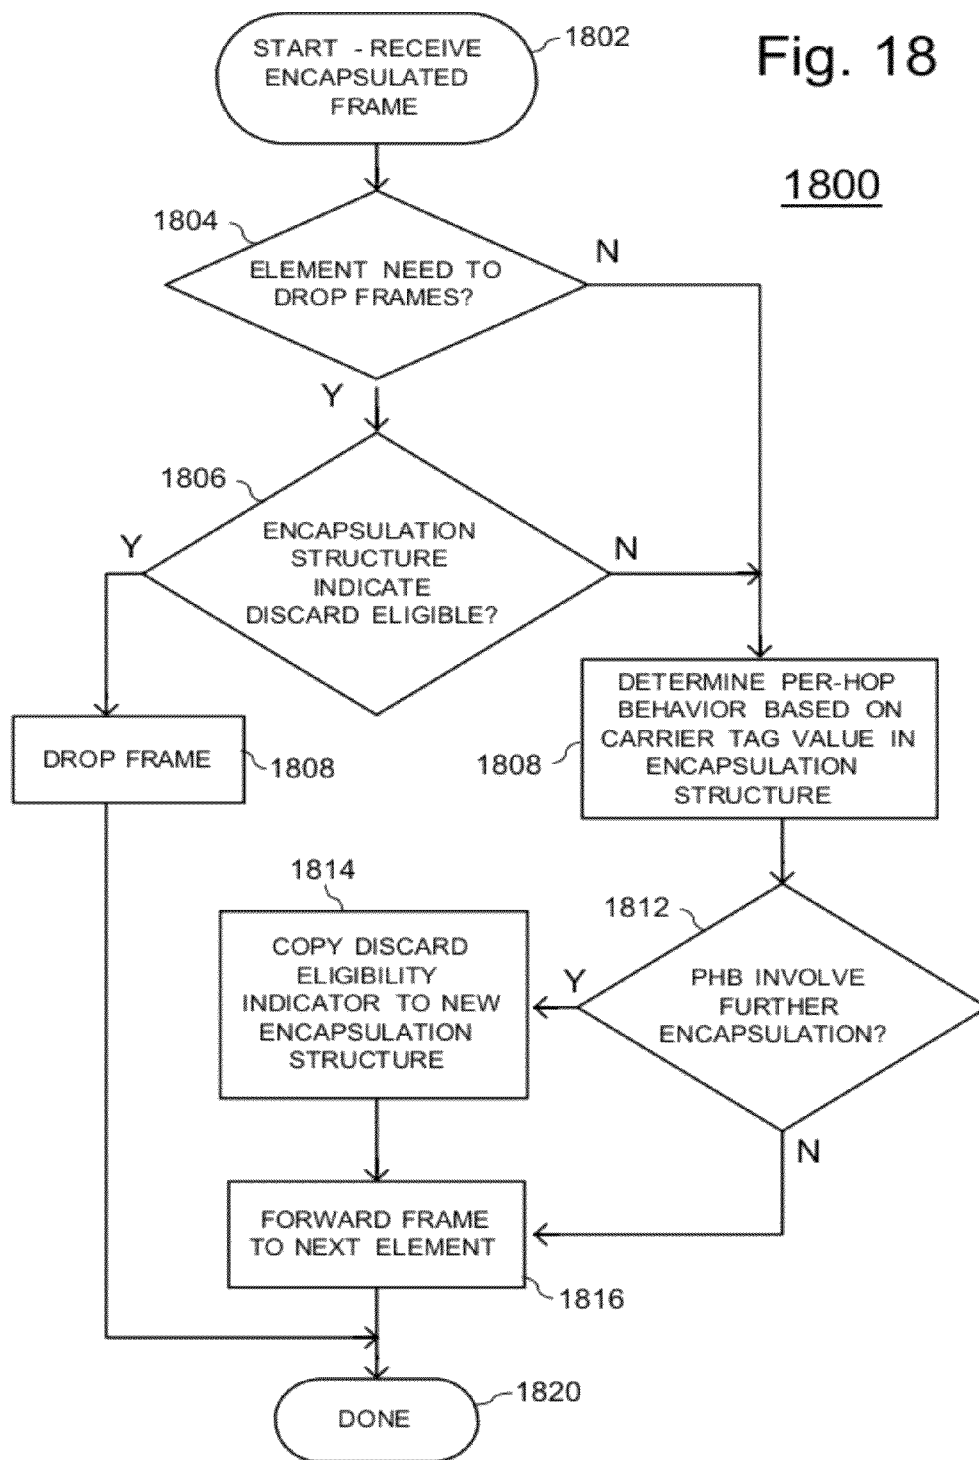 START - RECEIVE
ENCAPSULATED
FRAME
1802
Fig. 18
1800
1804
ELEMENT NEED TO
DROP FRAMES?
N
Y
1806
ENCAPSULATION
STRUCTURE
INDICATE
DISCARD ELIGIBLE?
Y
N
DROP FRAME
1808
DETERMINE PER-HOP
BEHAVIOR BASED ON
CARRIER TAG VALUE IN
ENCAPSULATION
STRUCTURE
1808
1812
PHB INVOLVE
FURTHER
ENCAPSULATION?
Y
N
1814
COPY DISCARD
ELIGIBILITY
INDICATOR TO NEW
ENCAPSULATION
STRUCTURE
FORWARD FRAME
TO NEXT ELEMENT
1816
DONE
1820